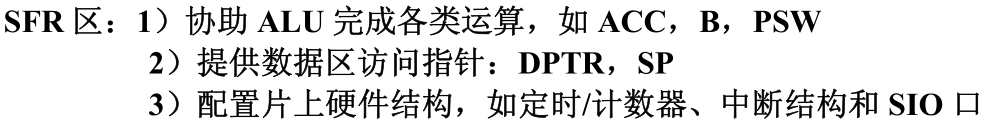 SFR 区：1）协助 ALU 完成各类运算，如 ACC，B，PSW
2）提供数据区访问指针：DPTR，SP
3）配置片上硬件结构，如定时/计数器、中断结构和 SIO 口